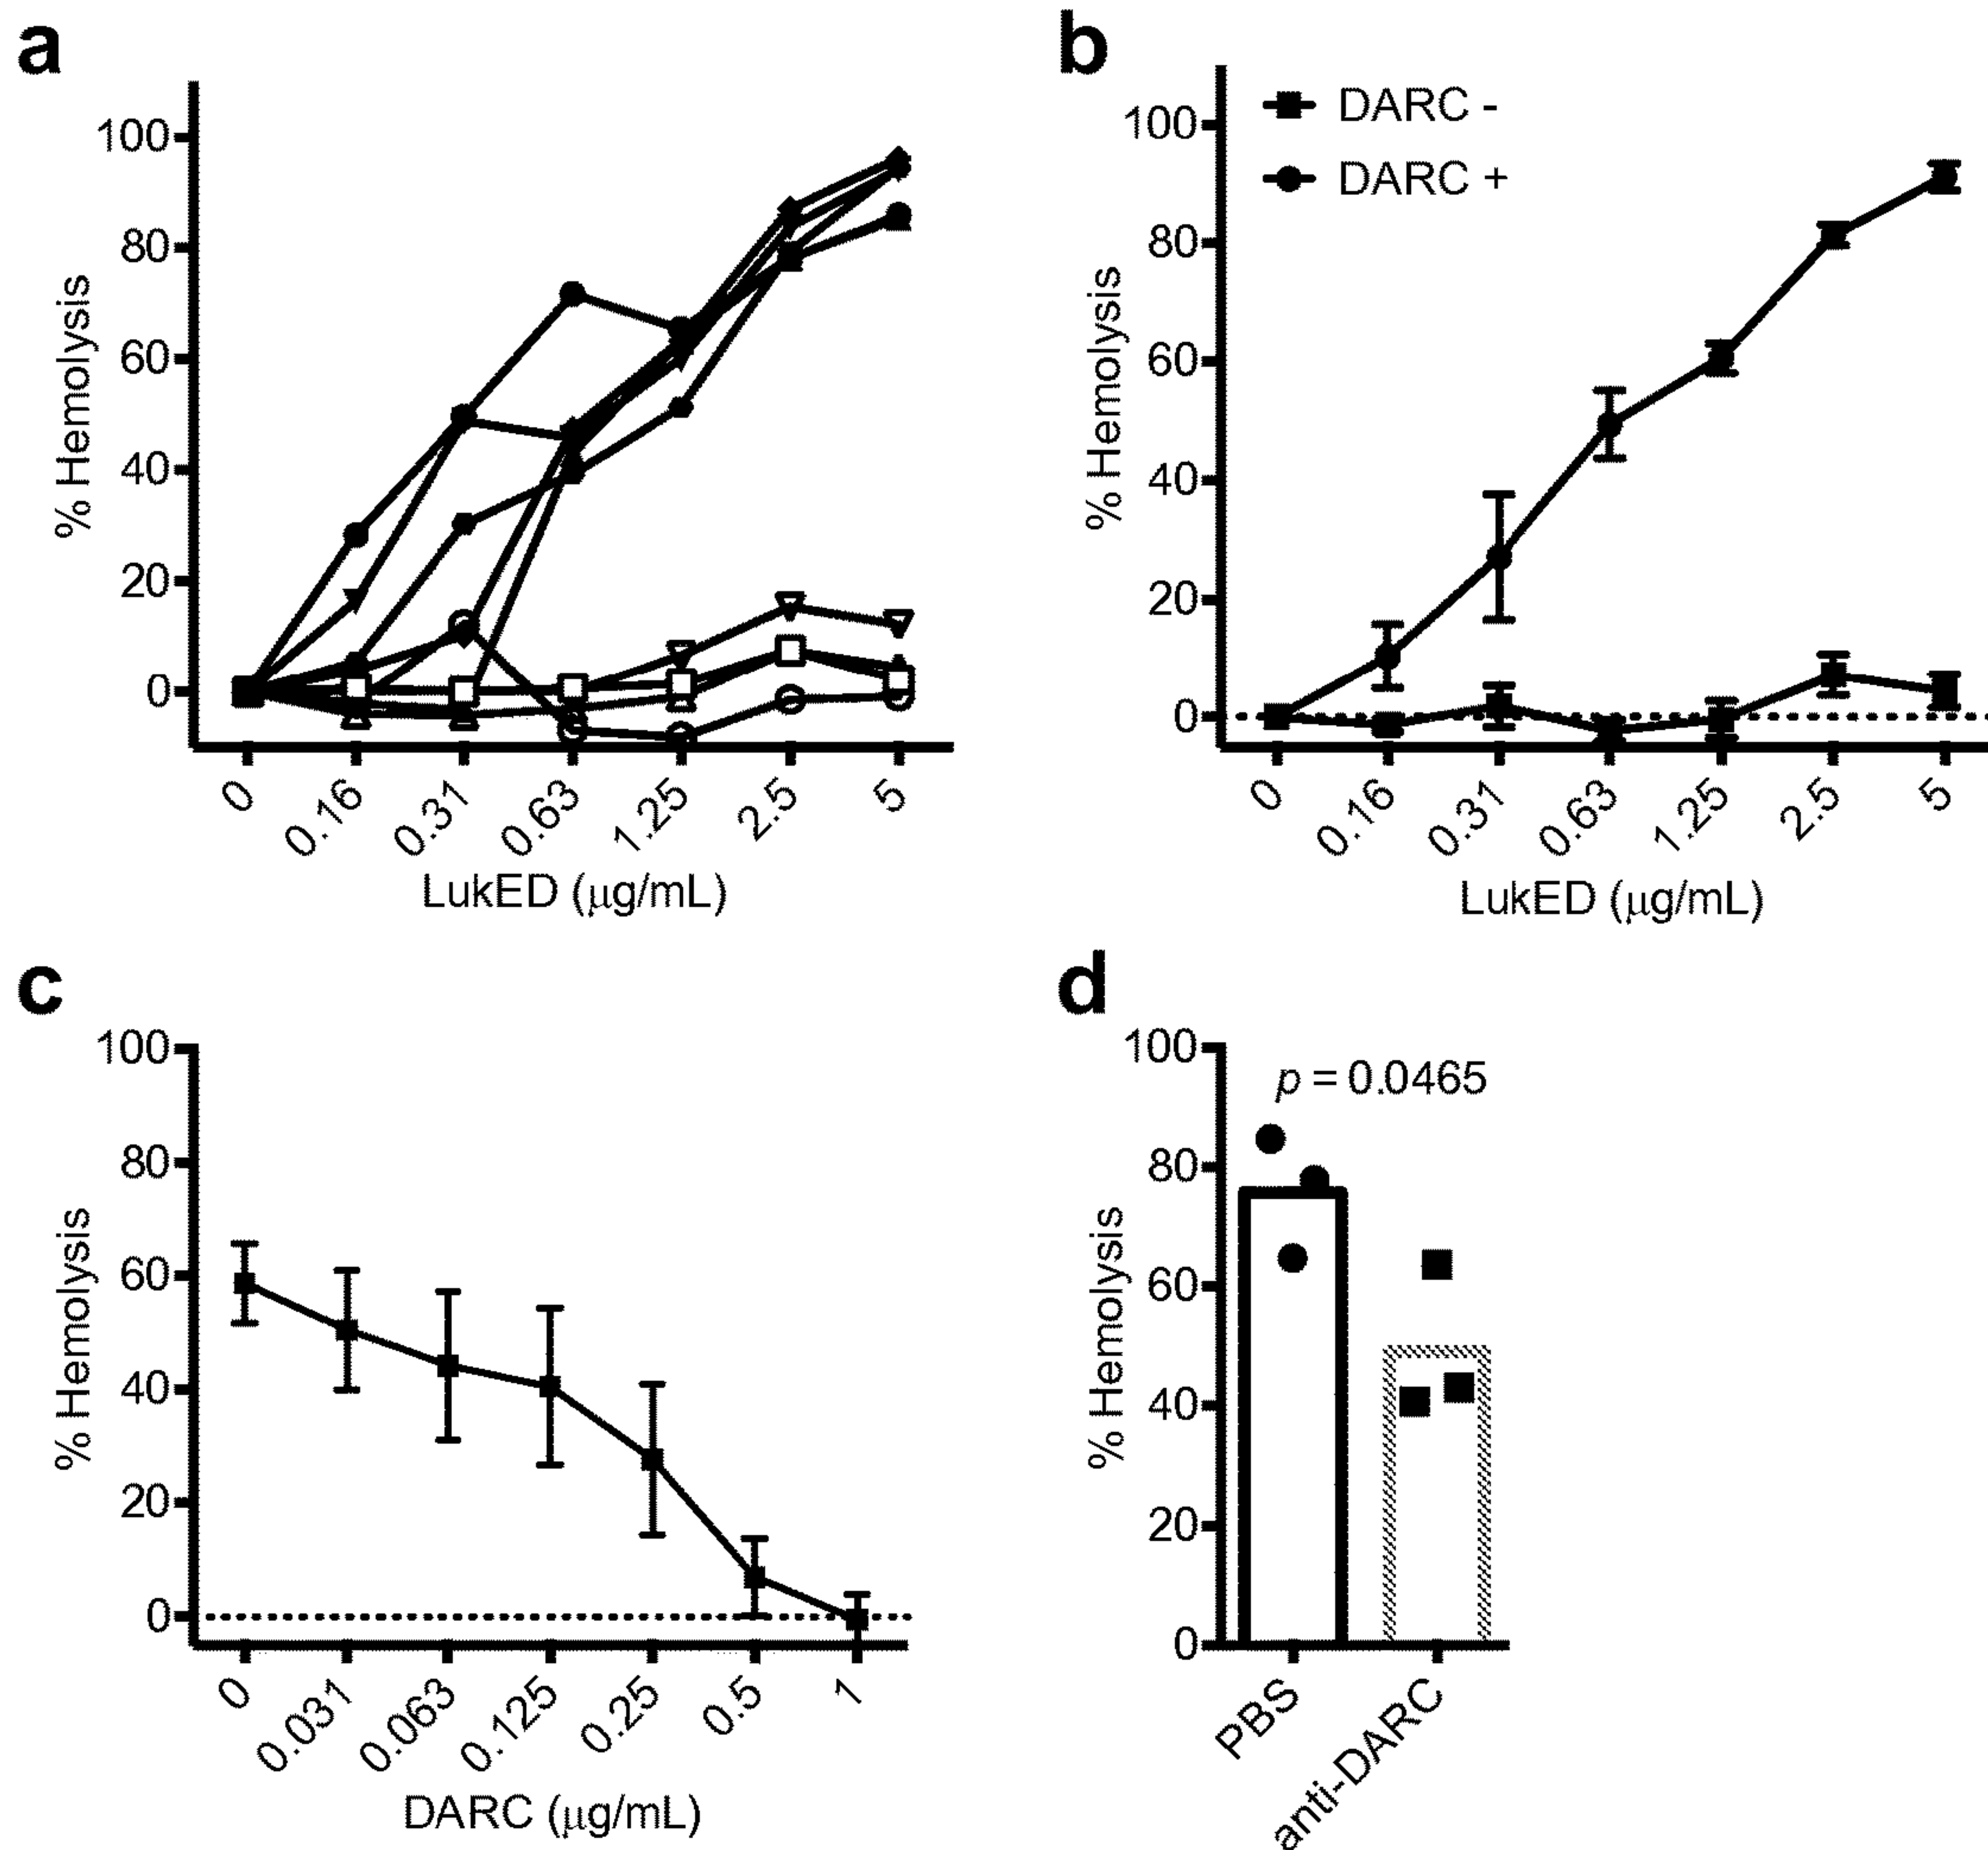 a
100
80
60
40
20
0
% Hemolysis
0
0.16
0.31
0.63
1.25
2.5
5
LukED (µg/mL)
b
DARC -
DARC +
100
80
60
40
20
0
% Hemolysis
0
0.16
0.31
0.63
1.25
2.5
5
LukED (µg/mL)
c
100
80
60
40
20
0
% Hemolysis
0
0.031
0.063
0.125
0.25
0.5
1
DARC (µg/mL)
d
p = 0.0465
100
80
60
40
20
0
% Hemolysis
PBS
anti-DARC